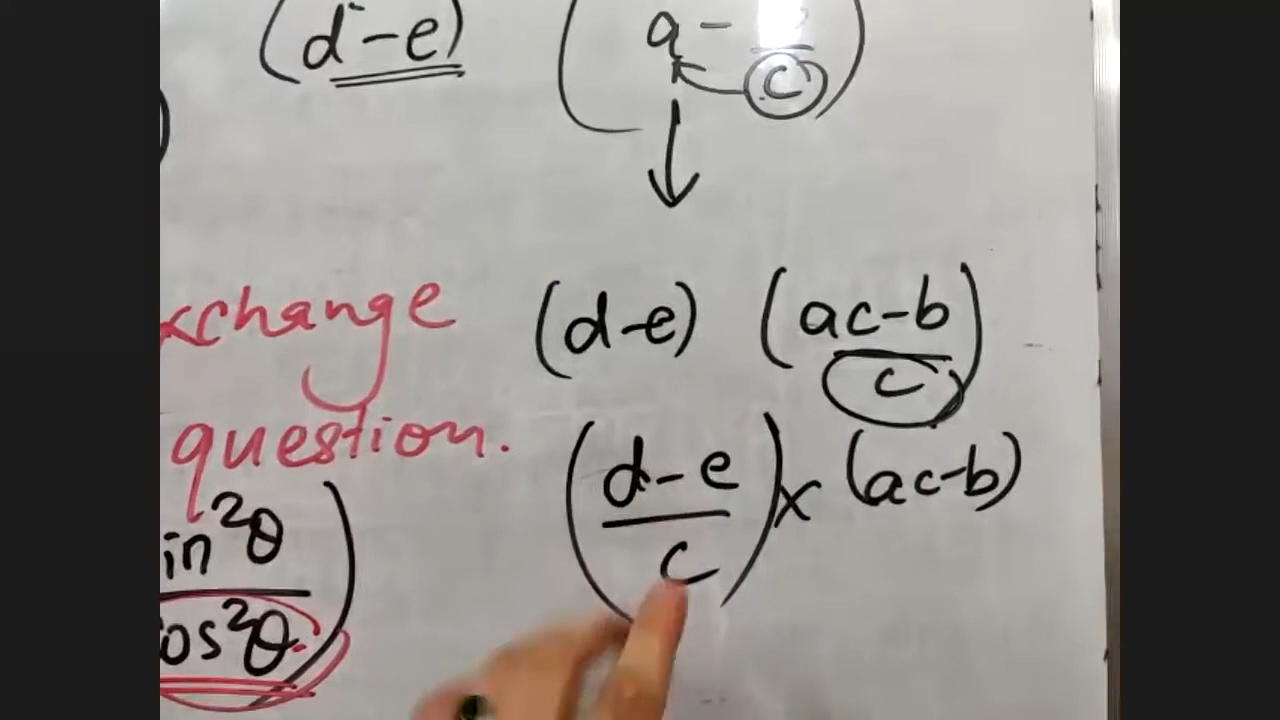 (d-e) (a - — c)
xchange
question.
in²θ
os²θ)
(d-e) (ac-b / c)
(d-e / c) x (ac-b)